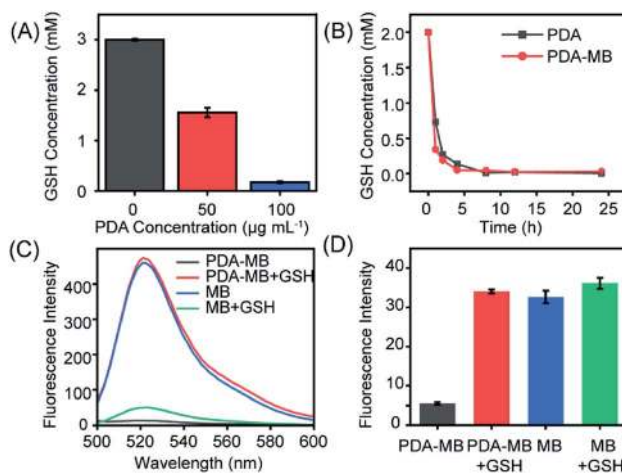 (A)
GSH Concentration (mM)
3
2
1
0
0 50 100
PDA Concentration (µg mL⁻¹)
(B)
GSH Concentration (mM)
2.0
1.5
1.0
0.5
0.0
PDA
PDA-MB
0 5 10 15 20 25
Time (h)
(C)
Fluorescence Intensity
400
300
200
100
0
PDA-MB
PDA-MB+GSH
MB
MB+GSH
500 520 540 560 580 600
Wavelength (nm)
(D)
Fluorescence Intensity
40
30
20
10
0
PDA-MB PDA-MB MB MB
+GSH +GSH